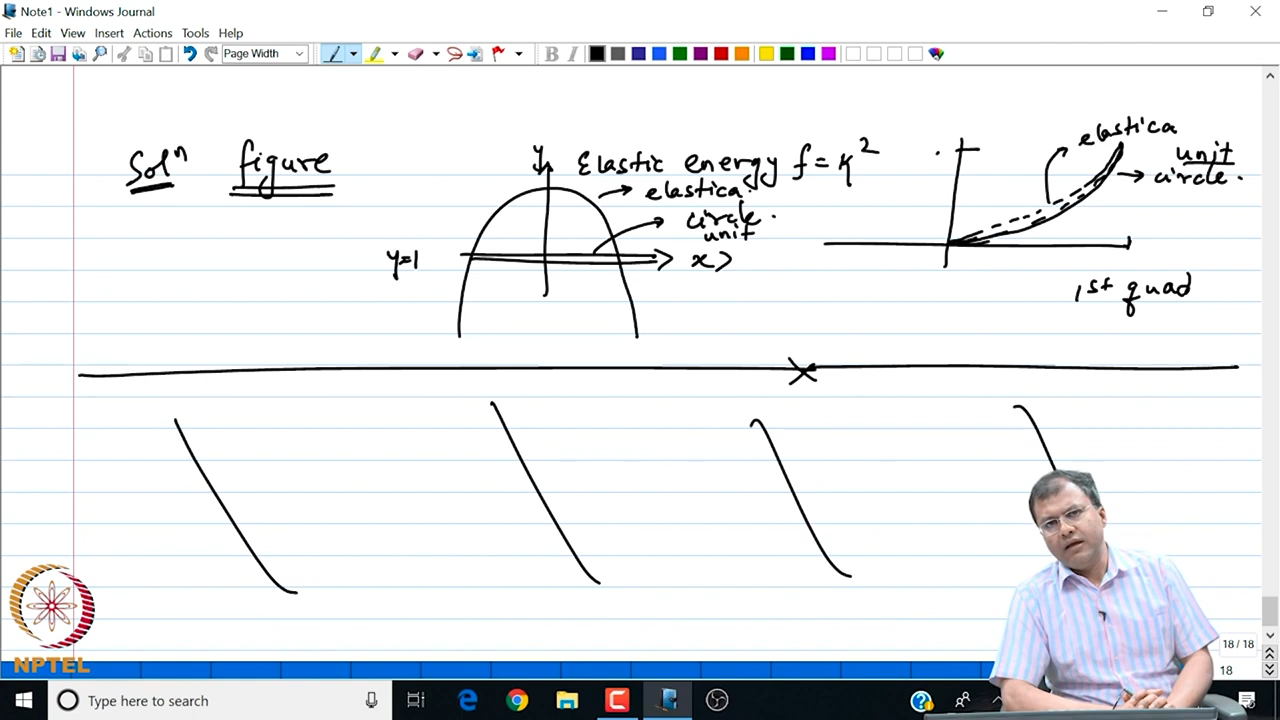 Note1 - Windows Journal
File Edit View Insert Actions Tools Help
Page Width
B I
Solⁿ figure
y Elastic energy f = κ²
elastica.
circle.
unit
y=1
x >
elastica
unit
circle.
1st quad
NPTEL
18 / 18
18
Type here to search